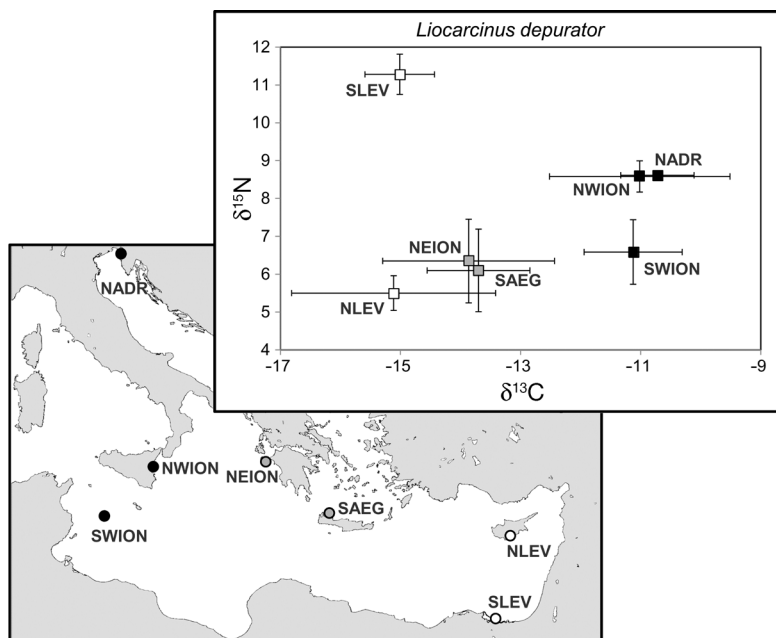 Liocarcinus depurator
12
11
10
9
8
7
6
5
4
δ15N
SLEV
NADR
NWION
NEION
SWION
SAEG
NLEV
-17
-15
-13
-11
-9
δ13C
NADR
NWION
NEION
SAEG
SWION
NLEV
SLEV